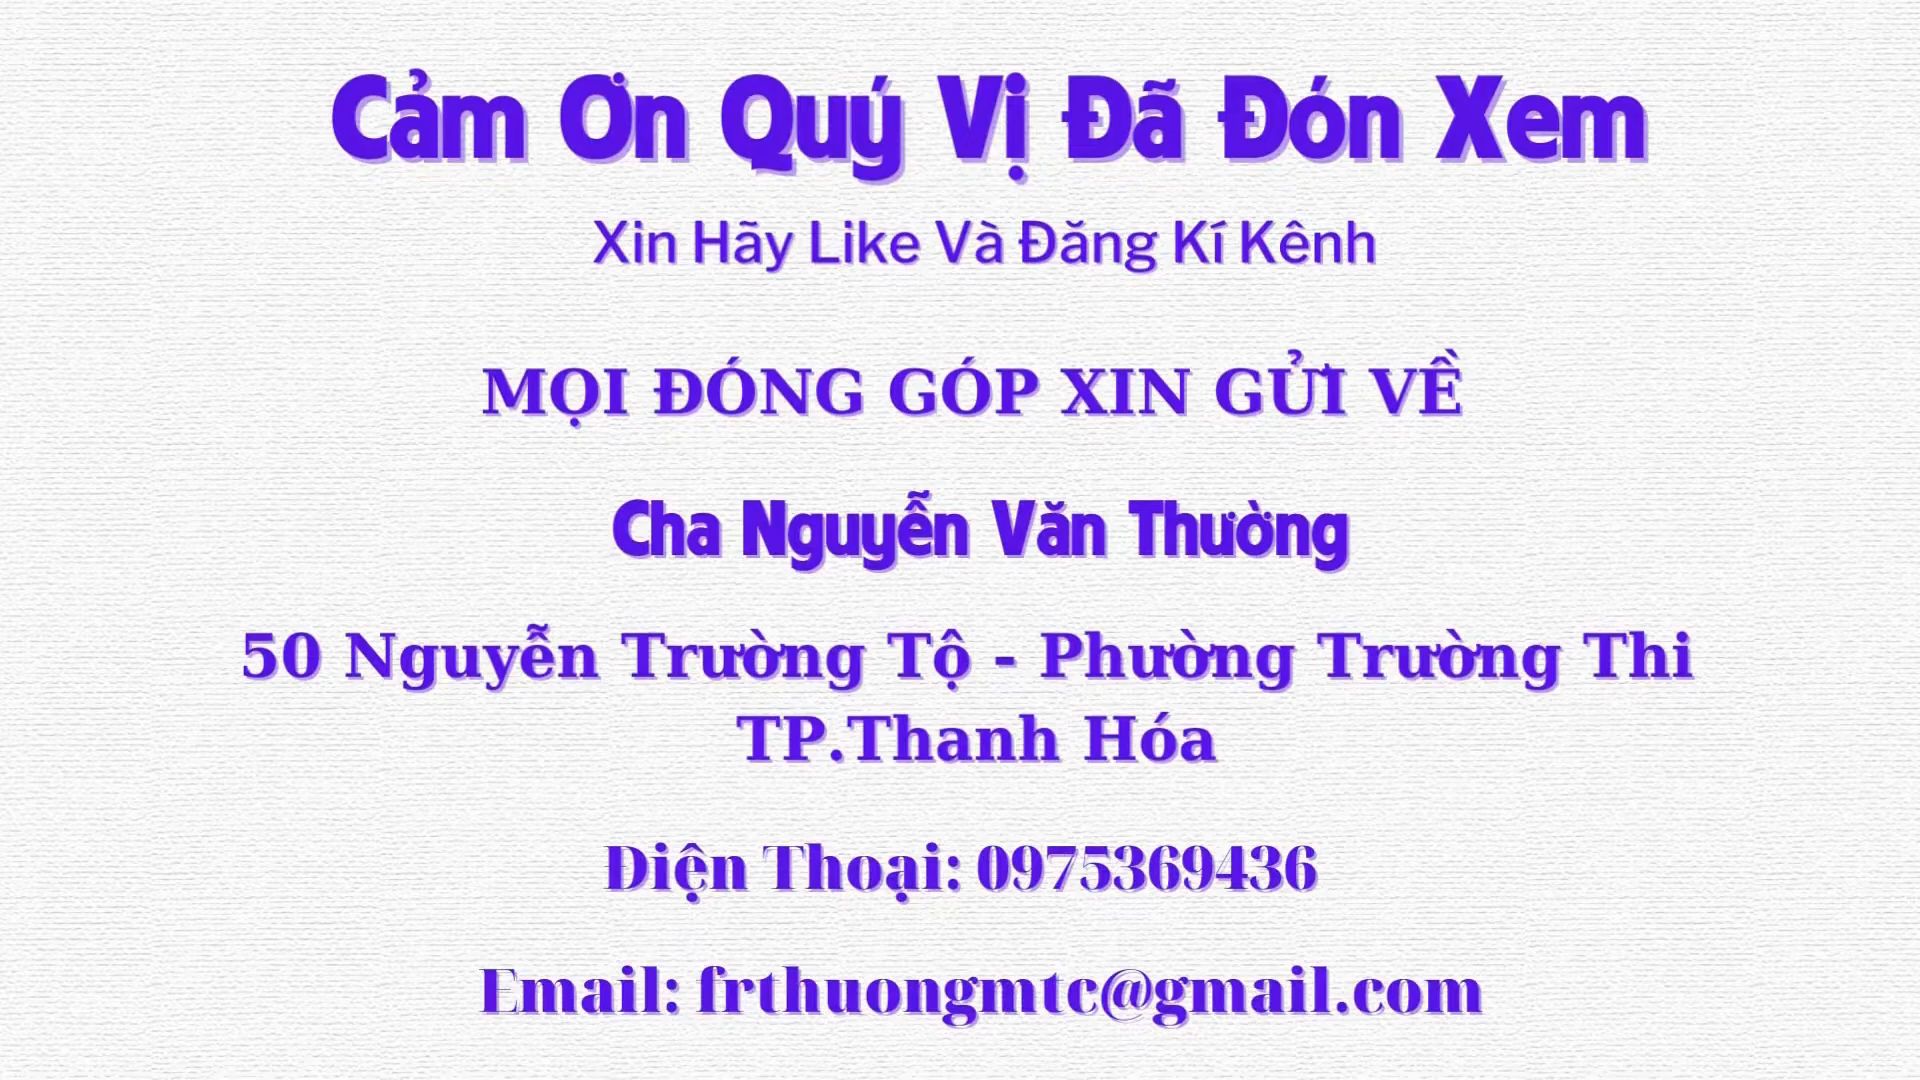 Cảm Ơn Quý Vị Đã Đón Xem
Xin Hãy Like Và Đăng Kí Kênh
MỌI ĐÓNG GÓP XIN GỬI VỀ
Cha Nguyễn Văn Thường
50 Nguyễn Trường Tộ - Phường Trường Thi
TP.Thanh Hóa
Điện Thoại: 0975369436
Email: frthuongmtc@gmail.com